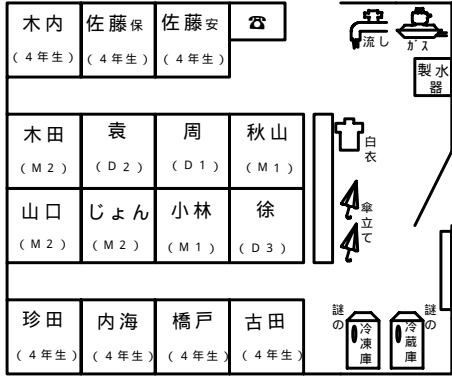 木内 佐藤保 佐藤安 ☎
(4年生) (4年生) (4年生)
流し ガス
製水器
木田 袁 周 秋山
(M2) (D2) (D1) (M1)
白衣
山口 じょん 小林 徐
(M2) (M2) (M1) (D3)
傘立て
珍田 内海 橋戸 古田
(4年生) (4年生) (4年生) (4年生)
謎の 冷凍庫 冷蔵庫 謎の